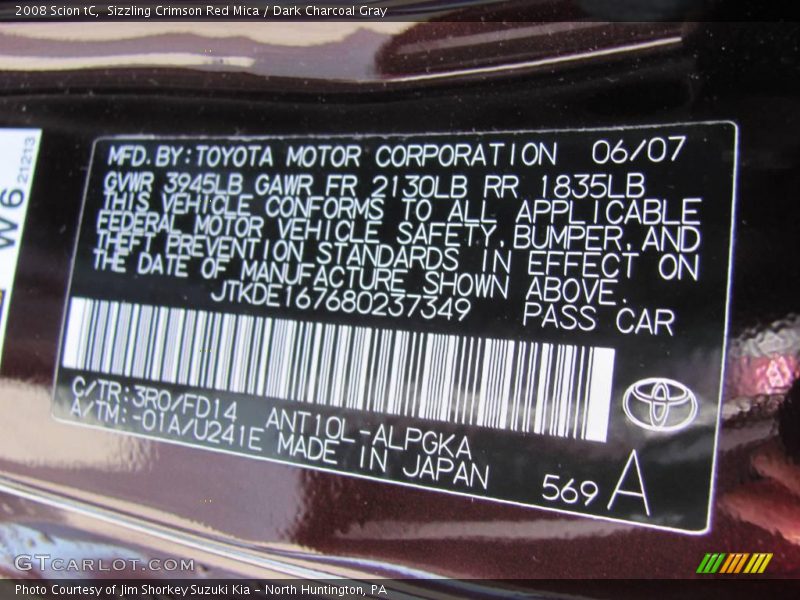 2008 Scion tC, Sizzling Crimson Red Mica / Dark Charcoal Gray
W6
21213
MFD.BY:TOYOTA MOTOR CORPORATION 06/07
GVWR 3945LB GAWR FR 2130LB RR 1835LB
THIS VEHICLE CONFORMS TO ALL APPLICABLE
FEDERAL MOTOR VEHICLE SAFETY,BUMPER,AND
THEFT PREVENTION STANDARDS IN EFFECT ON
THE DATE OF MANUFACTURE SHOWN ABOVE.
JTKDE167680237349 PASS CAR
C/TR:3R0/FD14 ANT10L-ALPGKA
A/TM:-01A/U241E MADE IN JAPAN
569 A
GTCARLOT.COM
Photo Courtesy of Jim Shorkey Suzuki Kia - North Huntington, PA